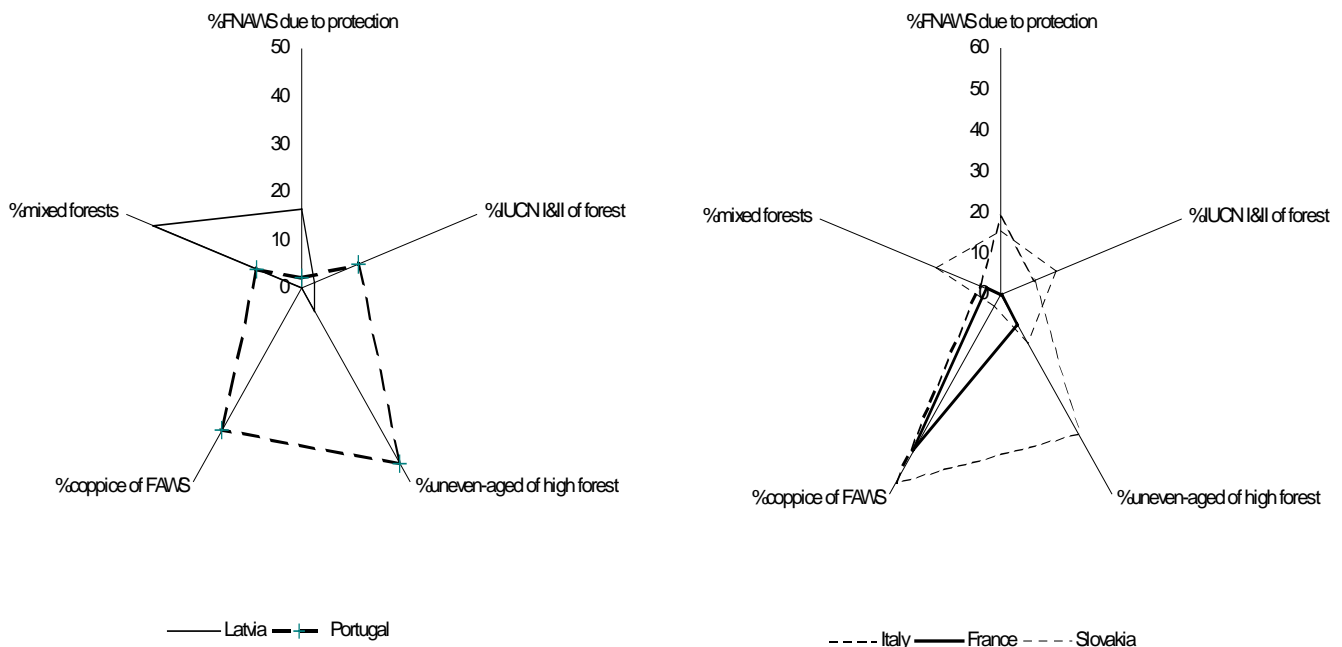 %FNAWS due to protection
50
40
30
20
10
0
%mixed forests
%IUCN I&II of forest
%coppice of FAWS
%uneven-aged of high forest
Latvia Portugal
%FNAWS due to protection
60
50
40
30
20
10
0
%mixed forests
%IUCN I&II of forest
%coppice of FAWS
%uneven-aged of high forest
Italy France Slovakia